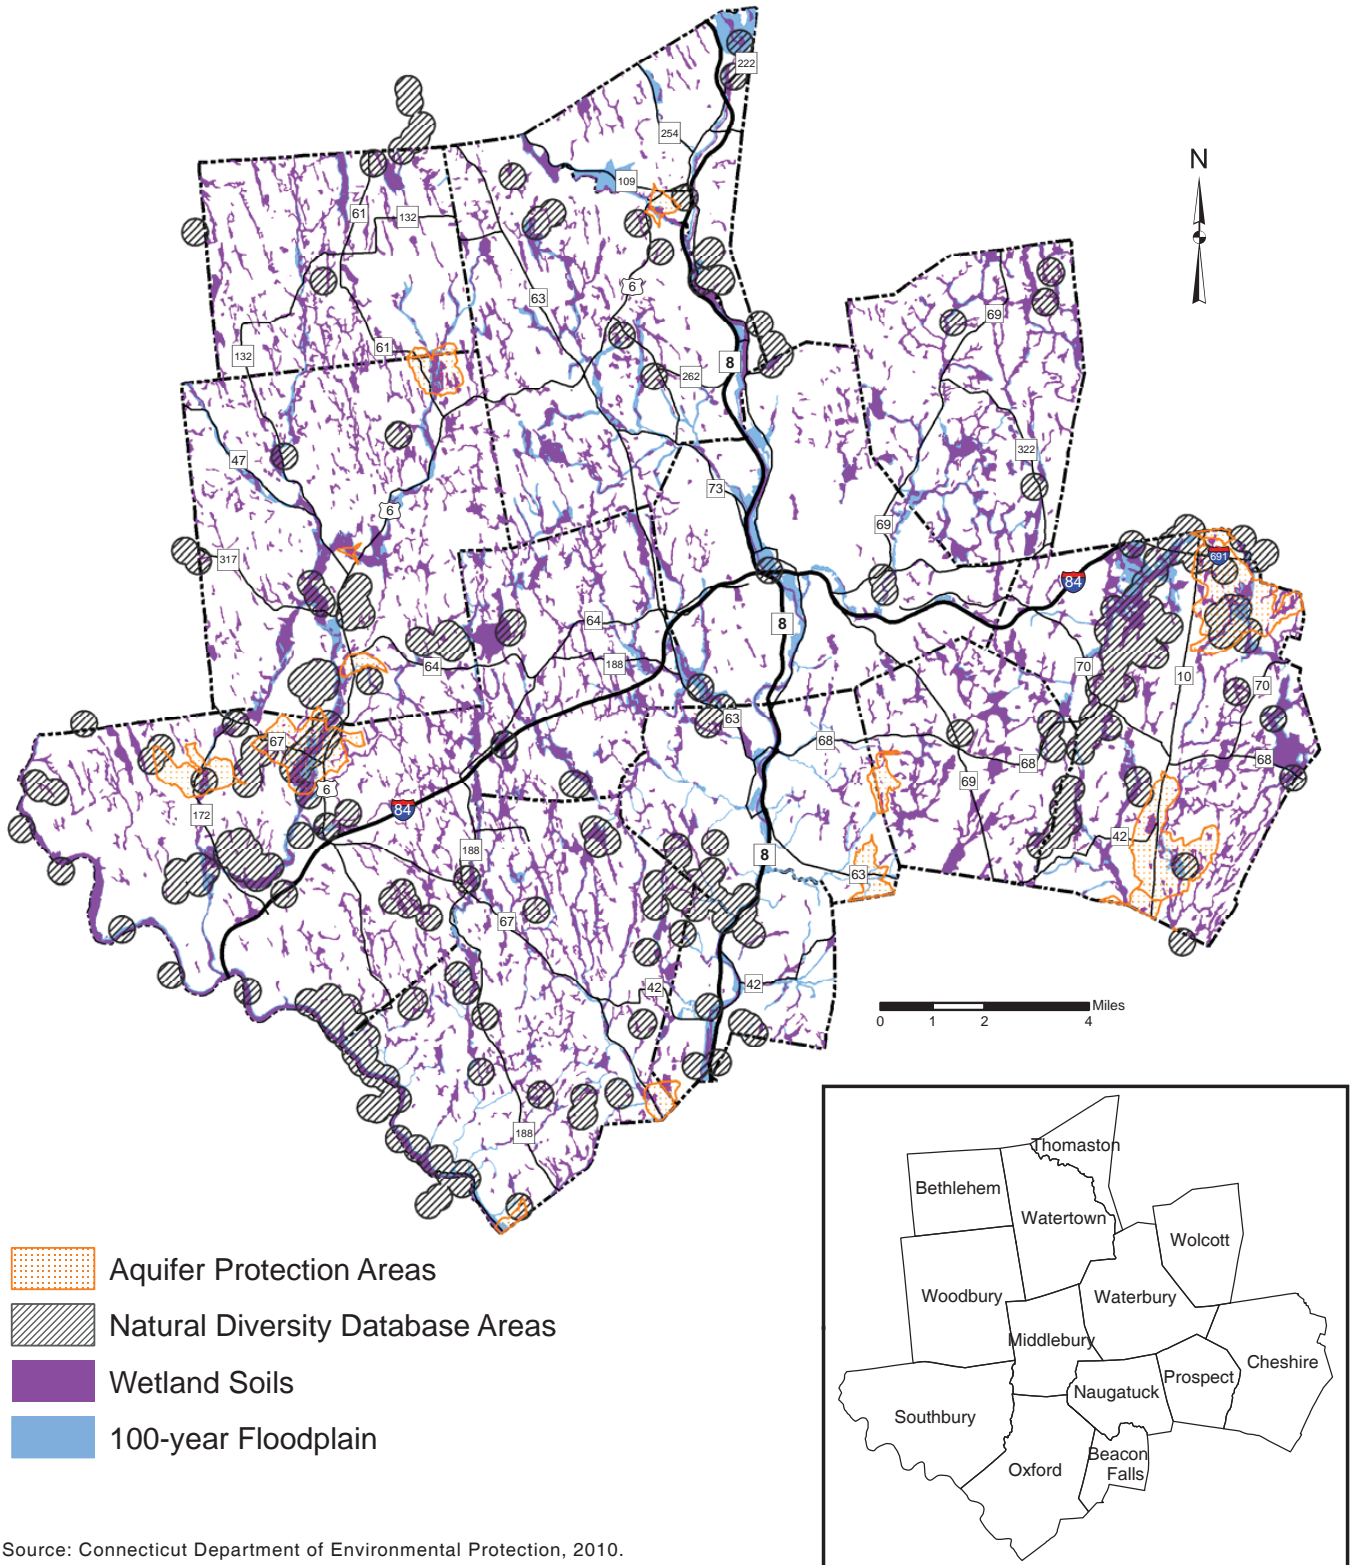 222
254
N
109
61
132
6
63
69
132
61
8
262
322
47
73
6
69
317
691
84
64
8
64
188
70
10
70
63
67
68
68
68
69
6
84
172
42
188
8
63
67
42
42
0 1 2 4 Miles
188
Thomaston
Bethlehem
Watertown
Wolcott
Woodbury
Waterbury
Middlebury
Cheshire
Prospect
Naugatuck
Southbury
Beacon
Falls
Oxford
Aquifer Protection Areas
Natural Diversity Database Areas
Wetland Soils
100-year Floodplain
Source: Connecticut Department of Environmental Protection, 2010.